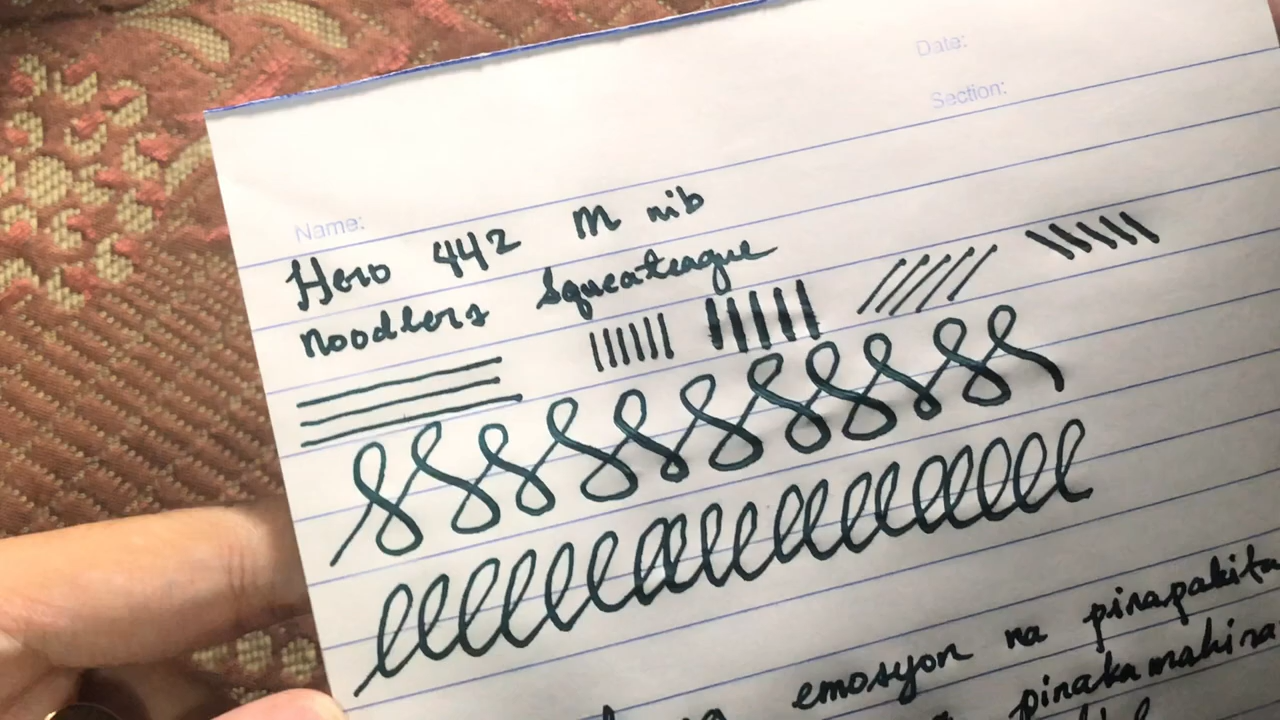 Date:
Section:
Name:
Hero 442 M nib
Noodlers Squeateague
emosyon na pinapakita
pinakamahina